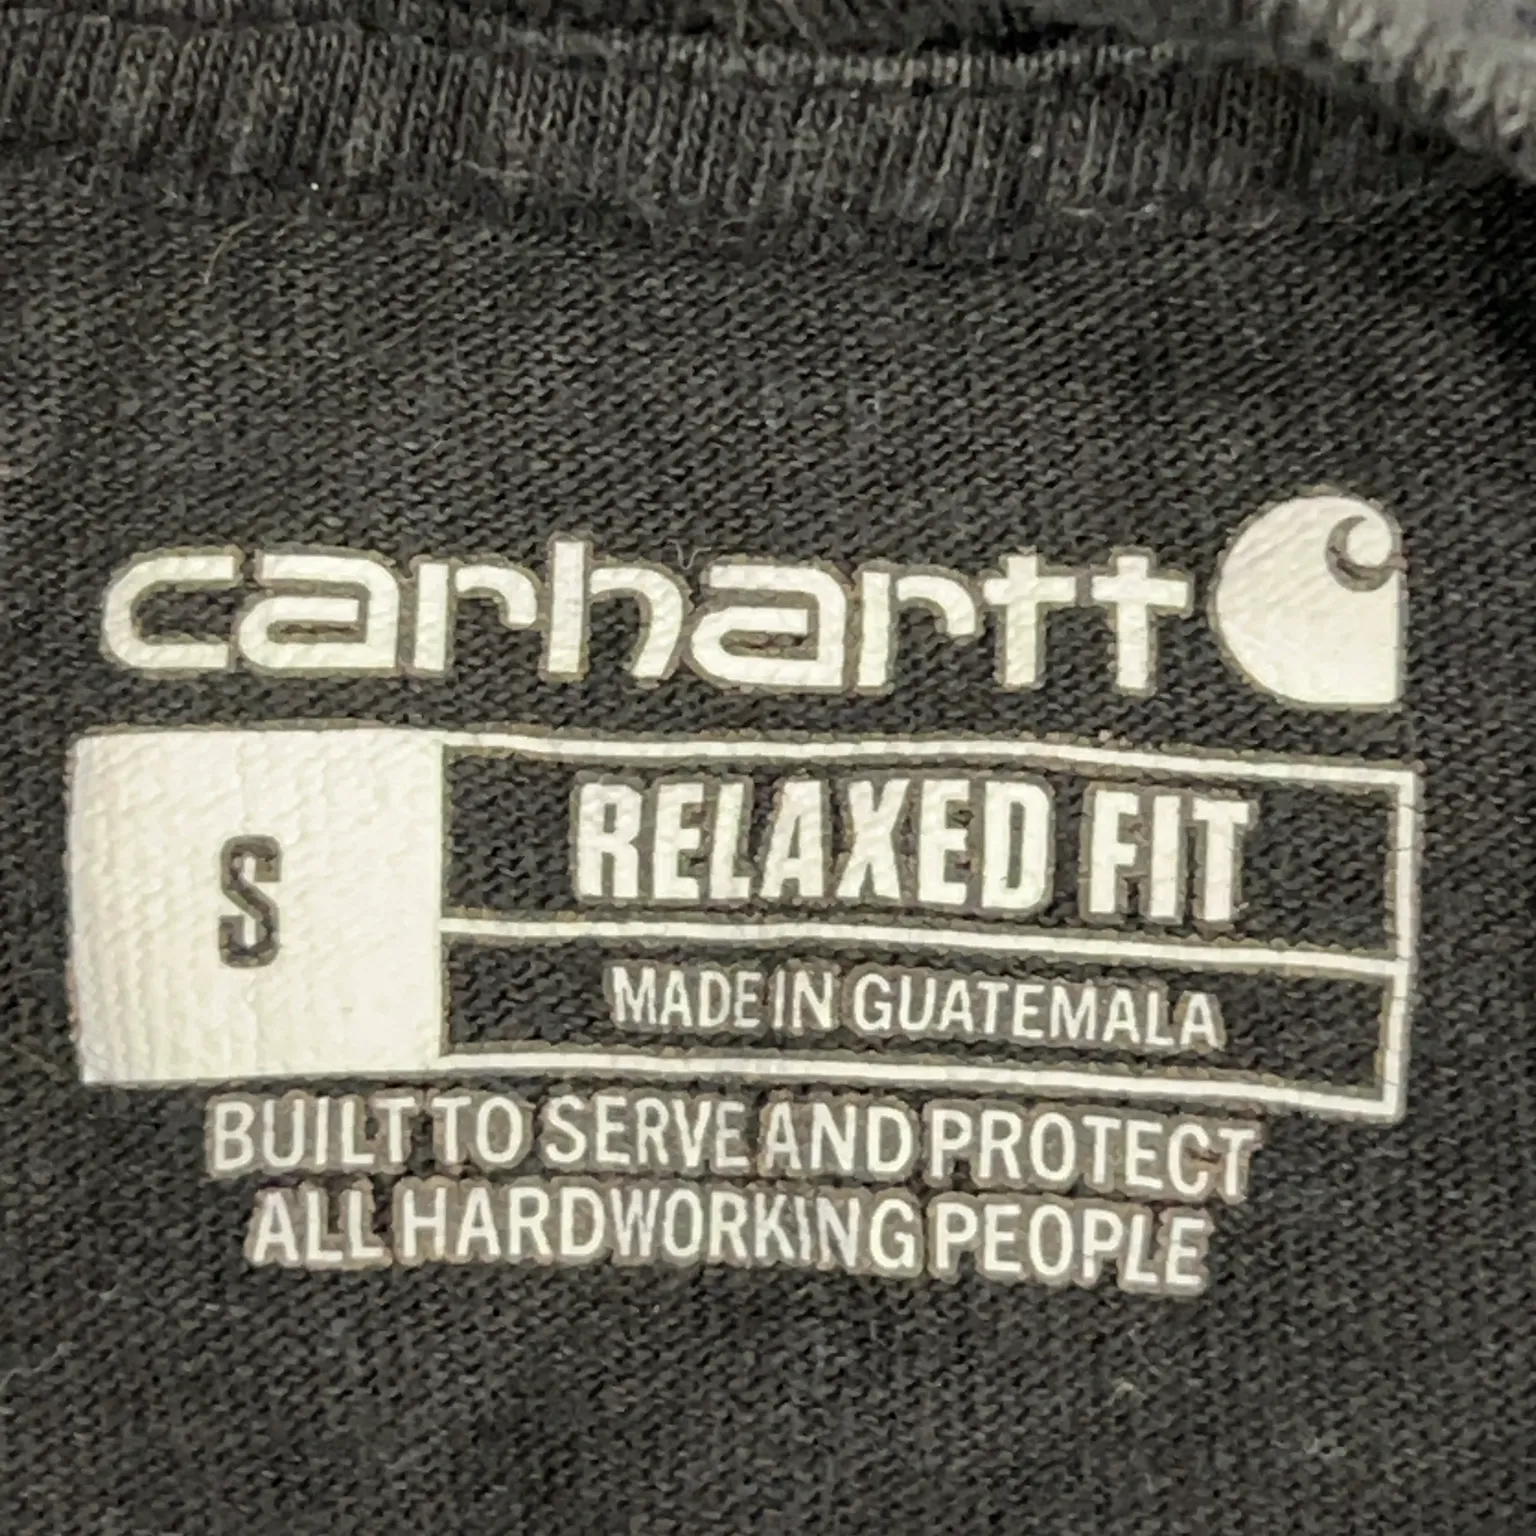 carhartt
S
RELAXED FIT
MADE IN GUATEMALA
BUILT TO SERVE AND PROTECT
ALL HARDWORKING PEOPLE